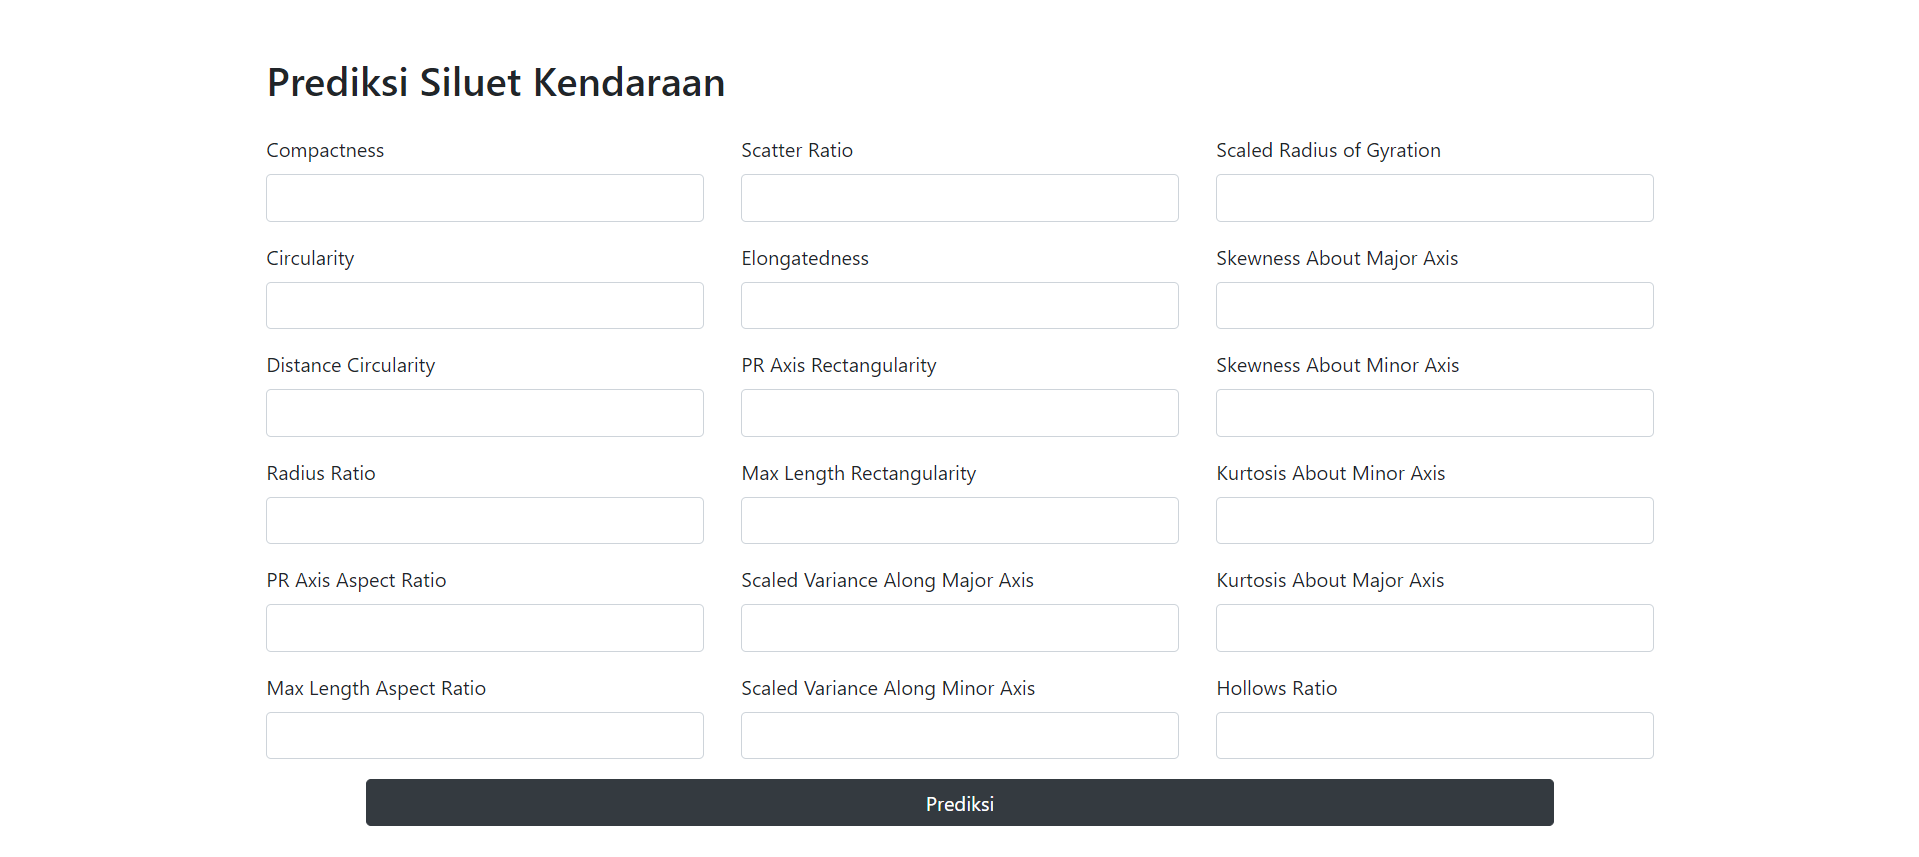 Prediksi Siluet Kendaraan
Compactness
Scatter Ratio
Scaled Radius of Gyration
Circularity
Elongatedness
Skewness About Major Axis
Distance Circularity
PR Axis Rectangularity
Skewness About Minor Axis
Radius Ratio
Max Length Rectangularity
Kurtosis About Minor Axis
PR Axis Aspect Ratio
Scaled Variance Along Major Axis
Kurtosis About Major Axis
Max Length Aspect Ratio
Scaled Variance Along Minor Axis
Hollows Ratio
Prediksi